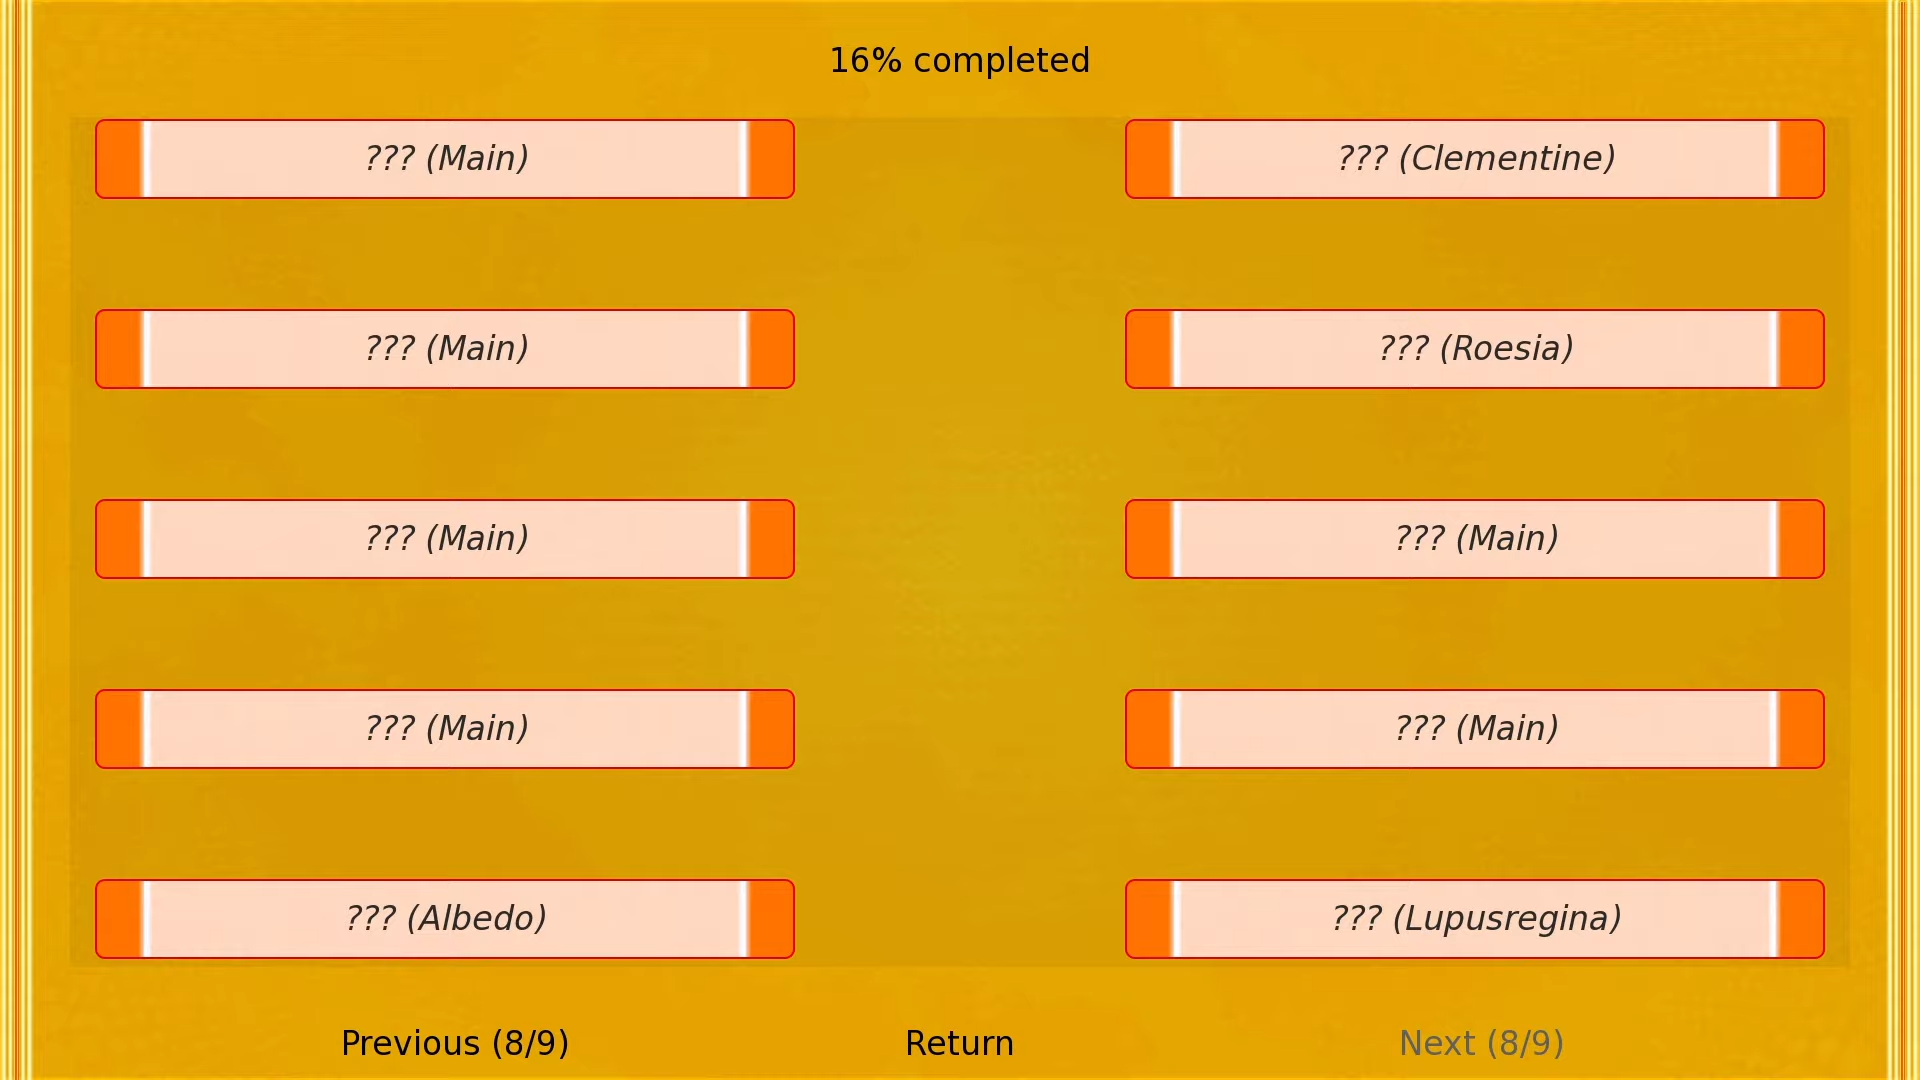 16% completed
??? (Main)
??? (Clementine)
??? (Main)
??? (Roesia)
??? (Main)
??? (Main)
??? (Main)
??? (Main)
??? (Albedo)
??? (Lupusregina)
Previous (8/9)
Return
Next (8/9)